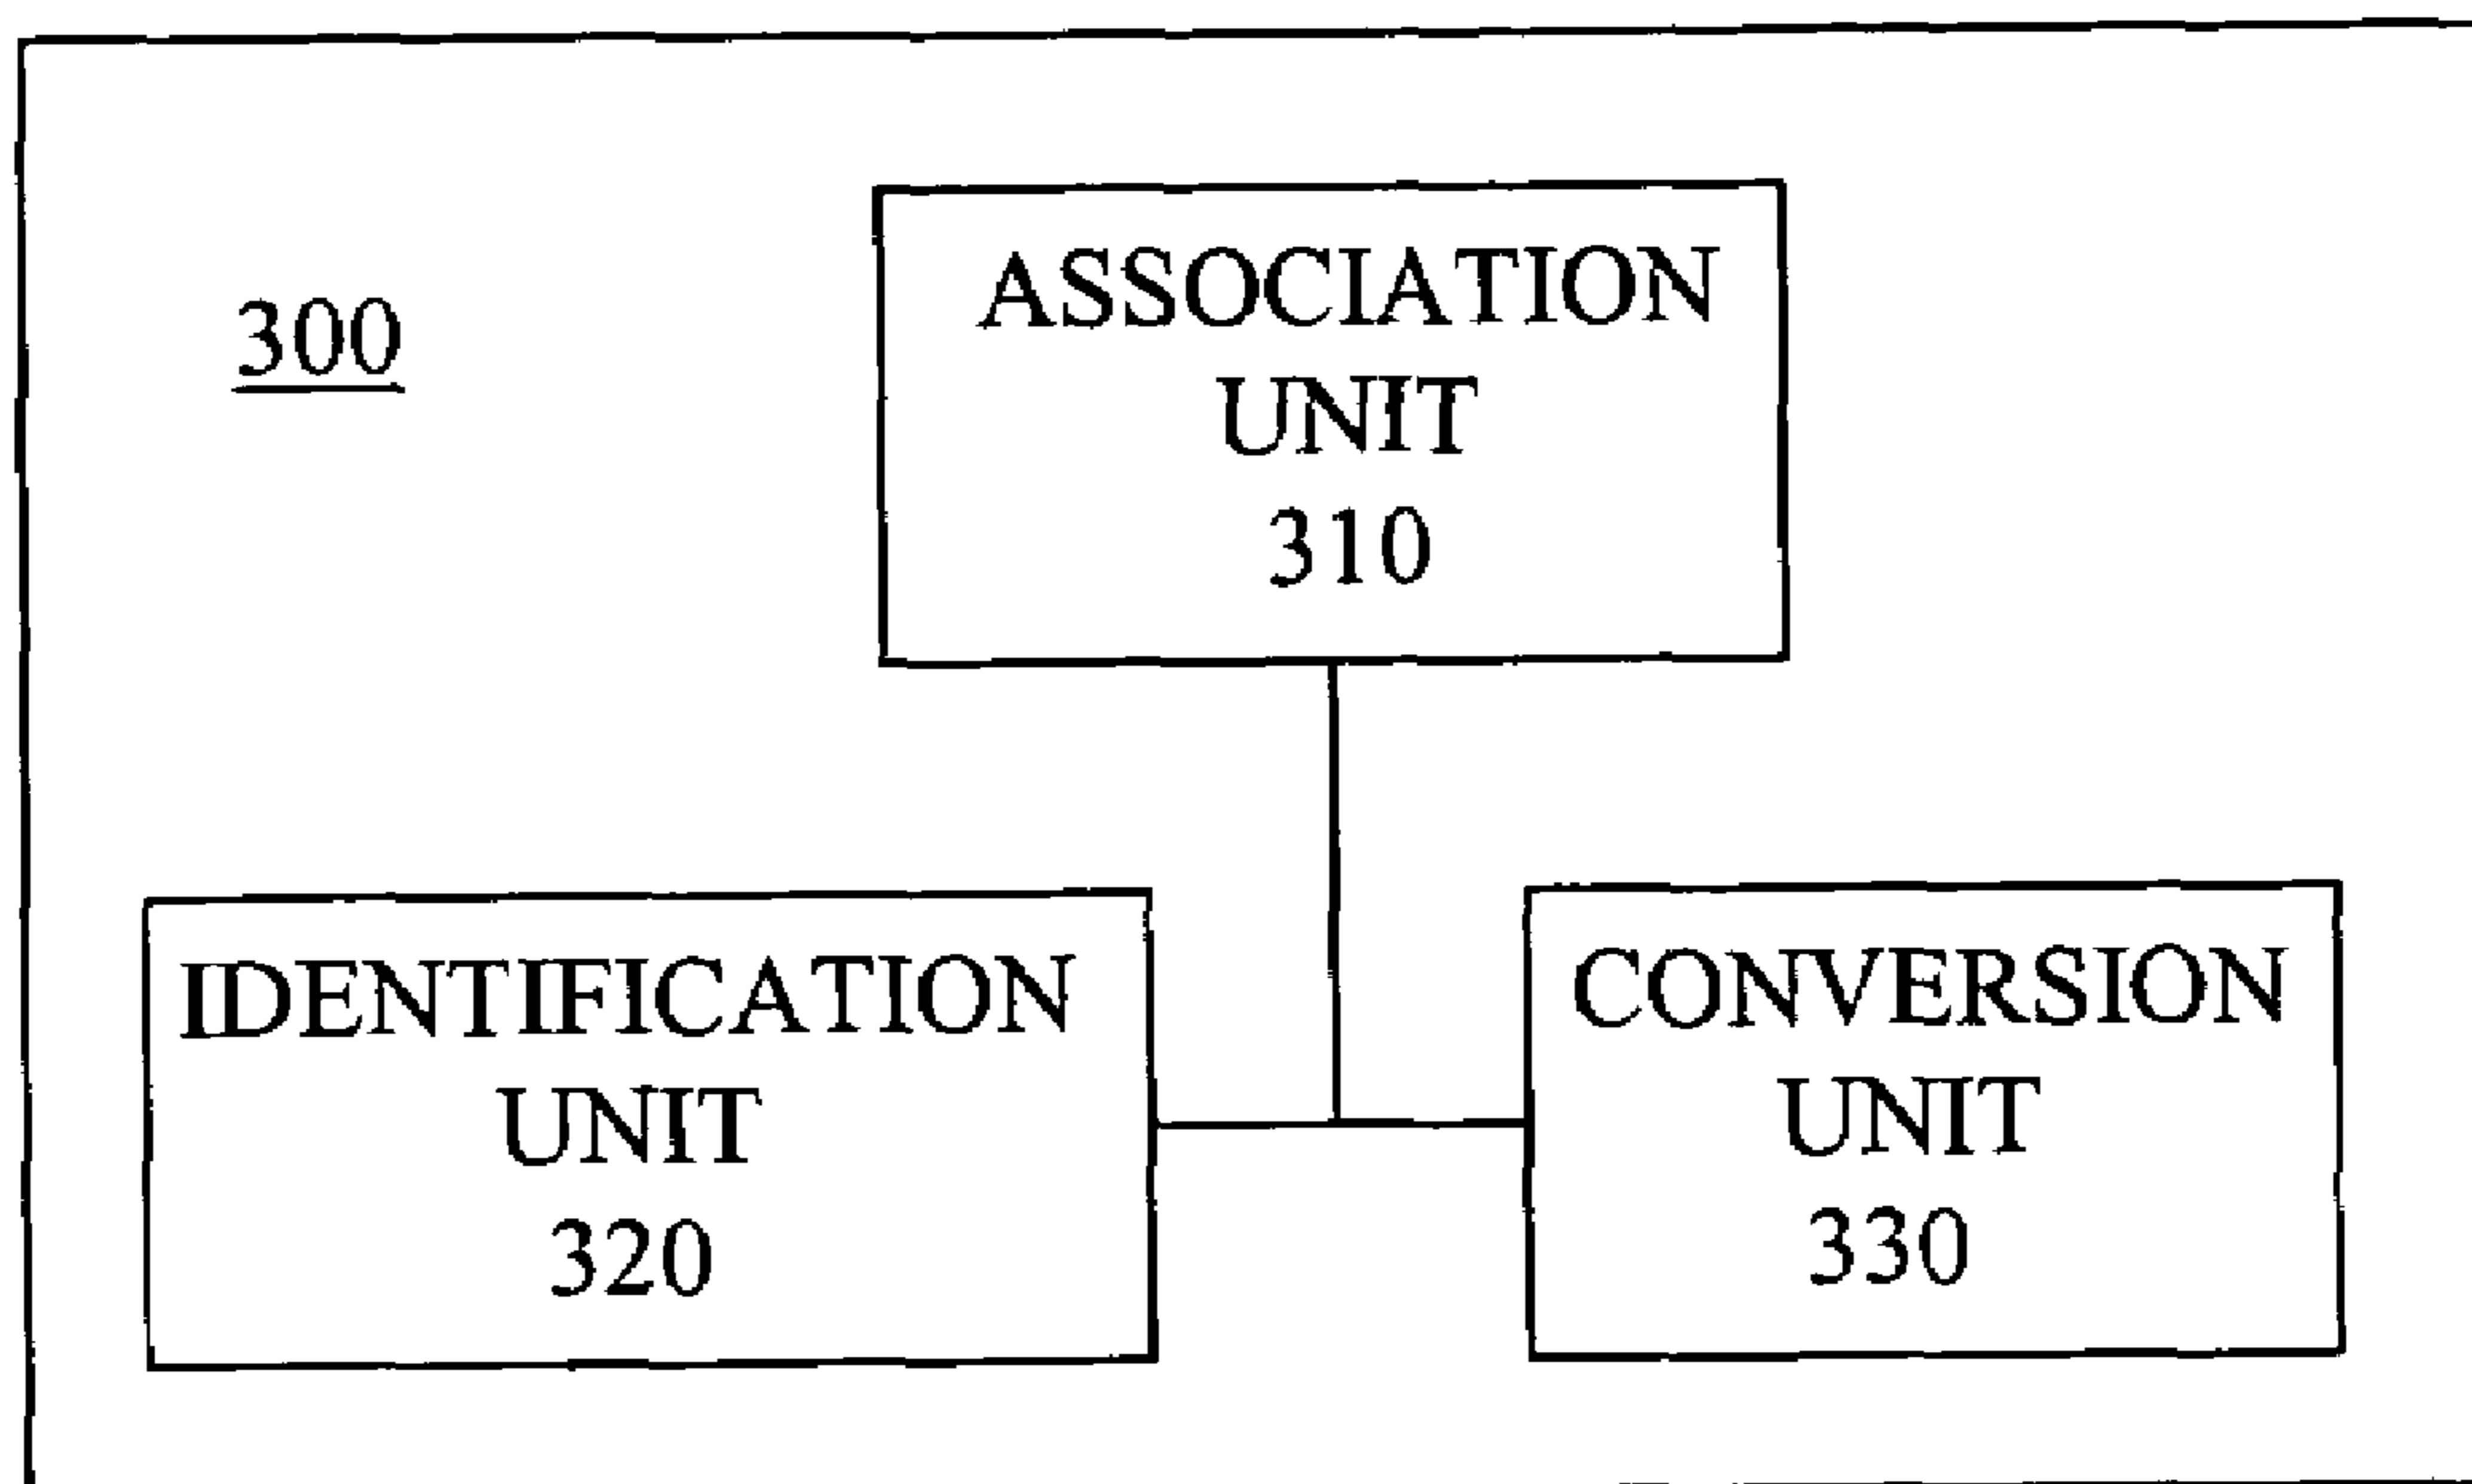 300
ASSOCIATION
UNIT
310
IDENTIFICATION
UNIT
320
CONVERSION
UNIT
330